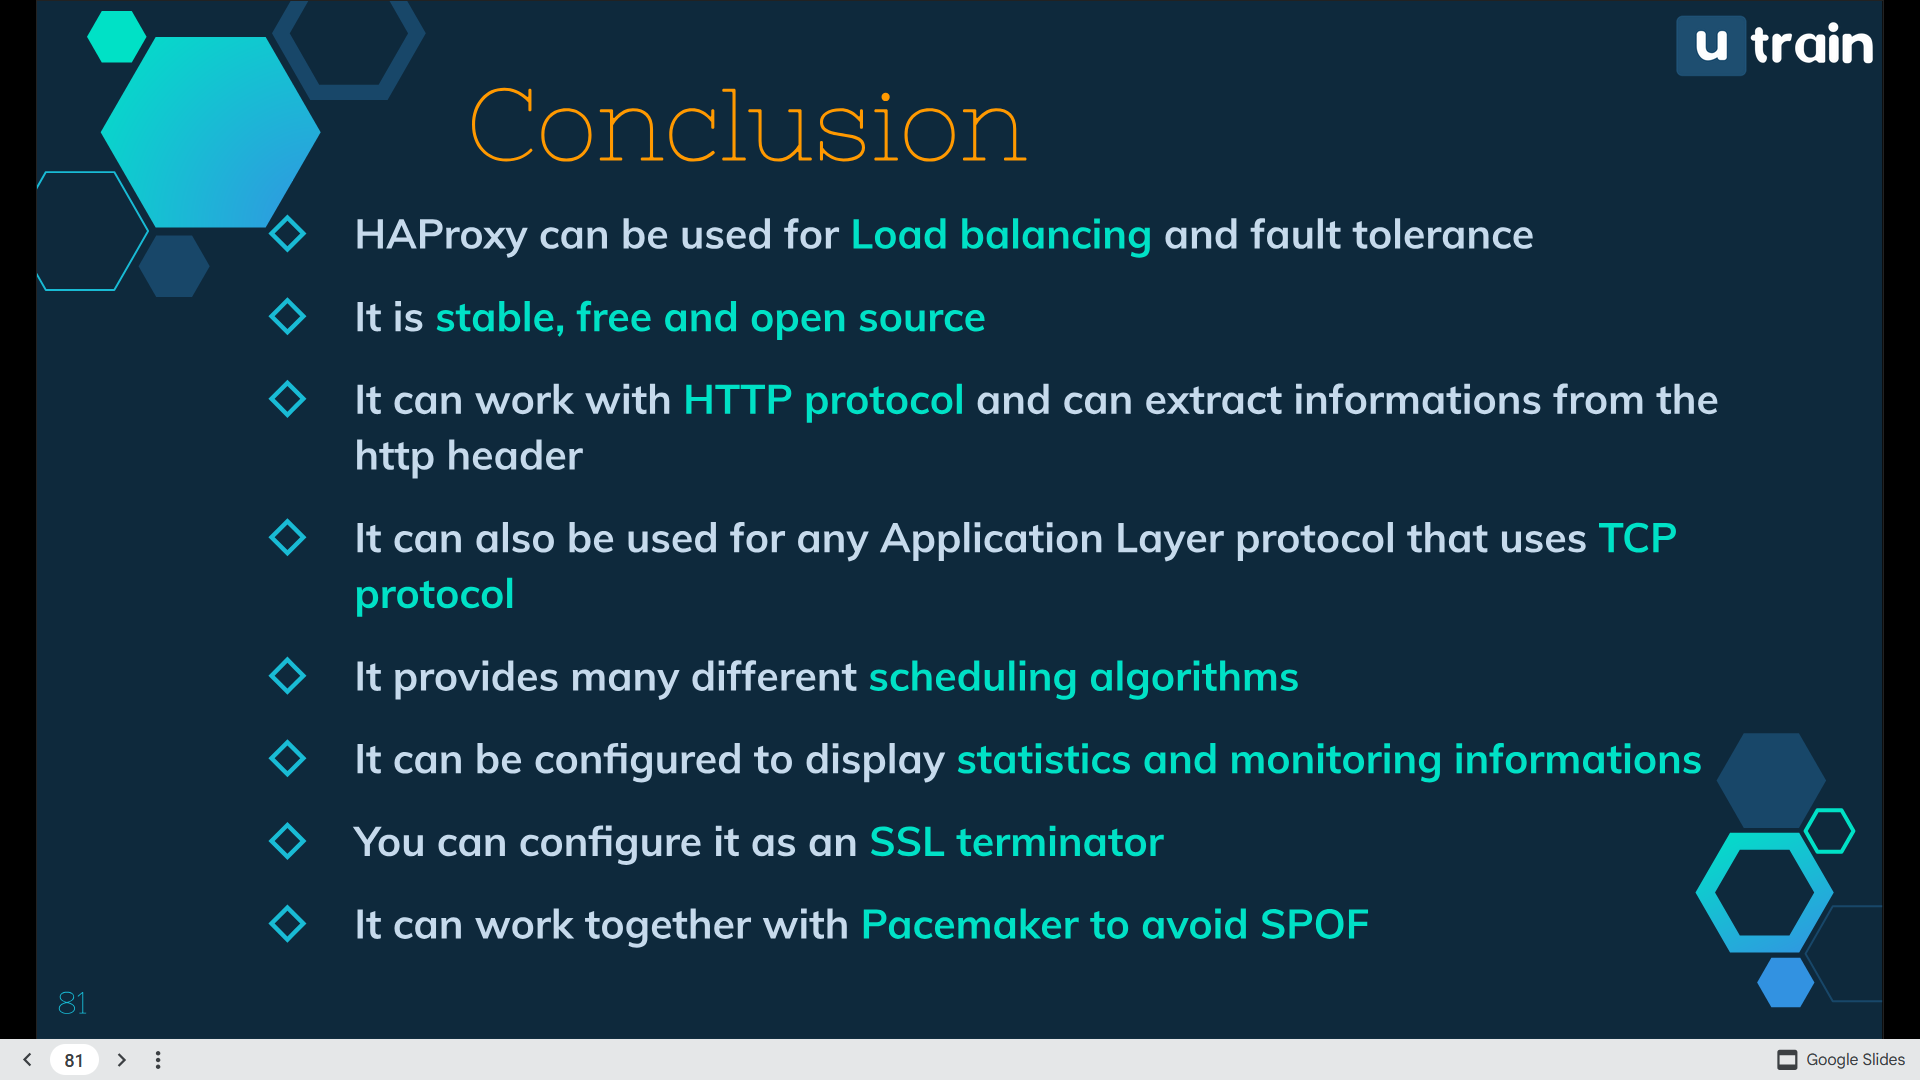 u train
Conclusion
HAProxy can be used for Load balancing and fault tolerance
It is stable, free and open source
It can work with HTTP protocol and can extract informations from the
http header
It can also be used for any Application Layer protocol that uses TCP
protocol
It provides many different scheduling algorithms
It can be configured to display statistics and monitoring informations
You can configure it as an SSL terminator
It can work together with Pacemaker to avoid SPOF
81
81
Google Slides